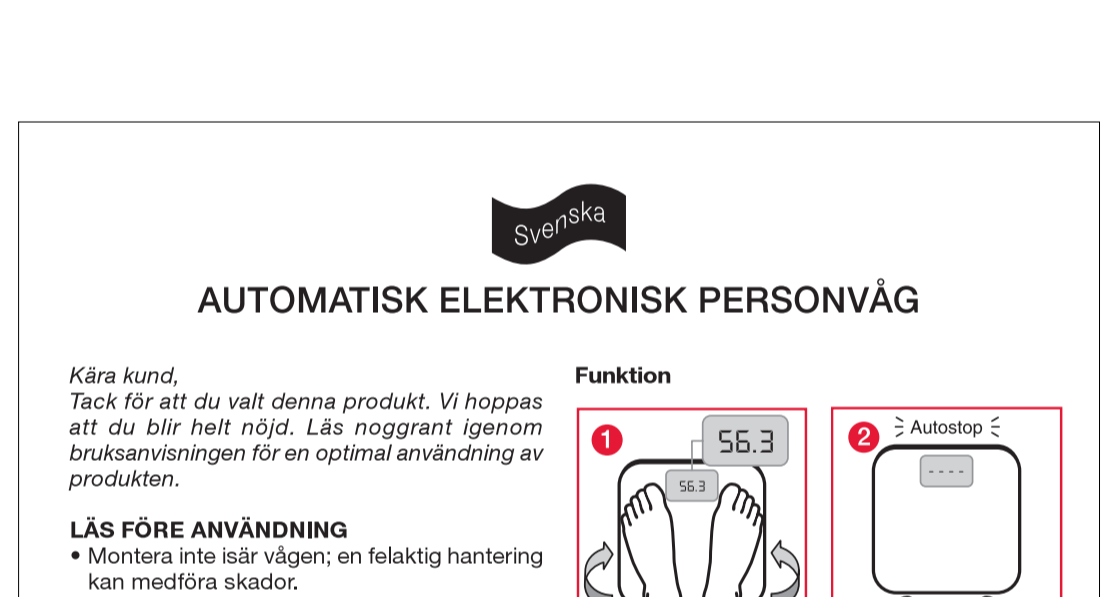 Svenska
AUTOMATISK ELEKTRONISK PERSONVÅG
Kära kund,
Tack för att du valt denna produkt. Vi hoppas
att du blir helt nöjd. Läs noggrant igenom
bruksanvisningen för en optimal användning av
produkten.
LÄS FÖRE ANVÄNDNING
• Montera inte isär vågen; en felaktig hantering
kan medföra skador.
Funktion
1
56.3
56.3
2
Autostop
- - - -